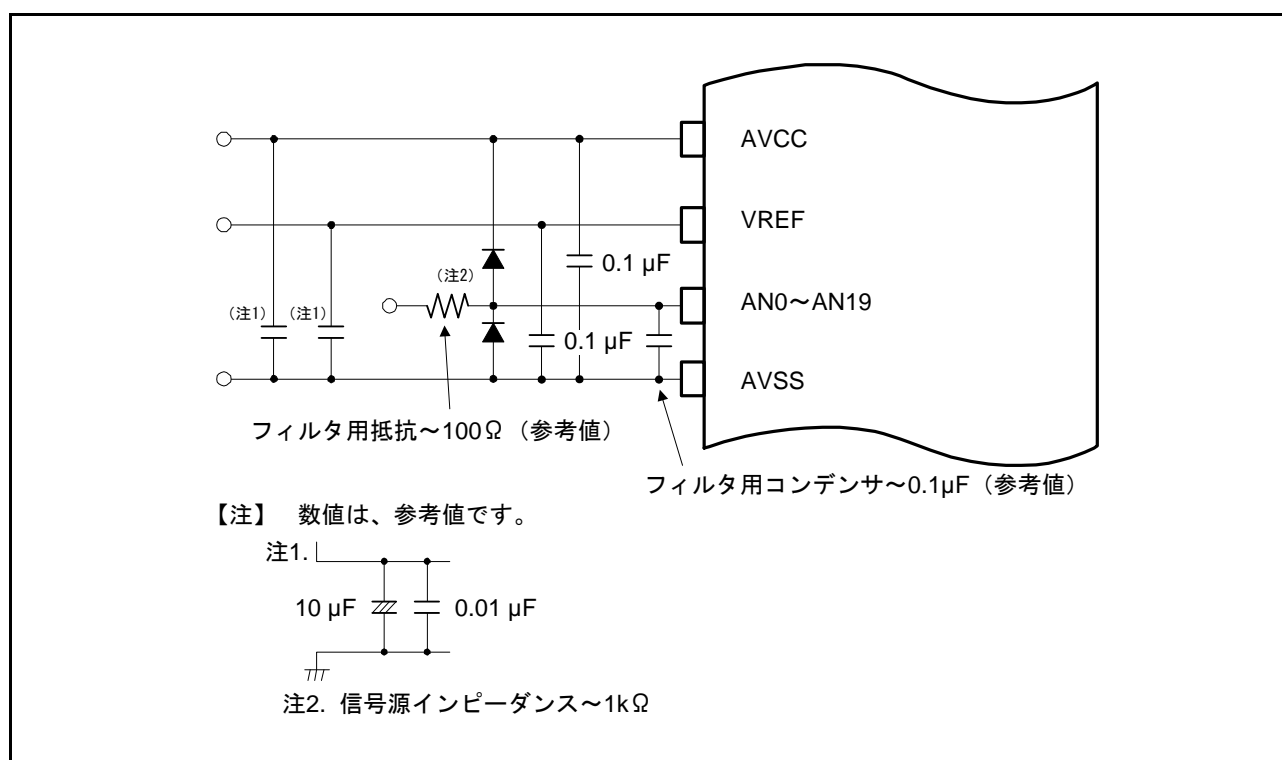 AVCC
VREF
0.1 µF
(注2)
AN0～AN19
(注1) (注1)
0.1 µF
AVSS
フィルタ用抵抗～100Ω（参考値）
フィルタ用コンデンサ～0.1µF（参考値）
【注】 数値は、参考値です。
注1.
10 µF 0.01 µF
注2. 信号源インピーダンス～1kΩ